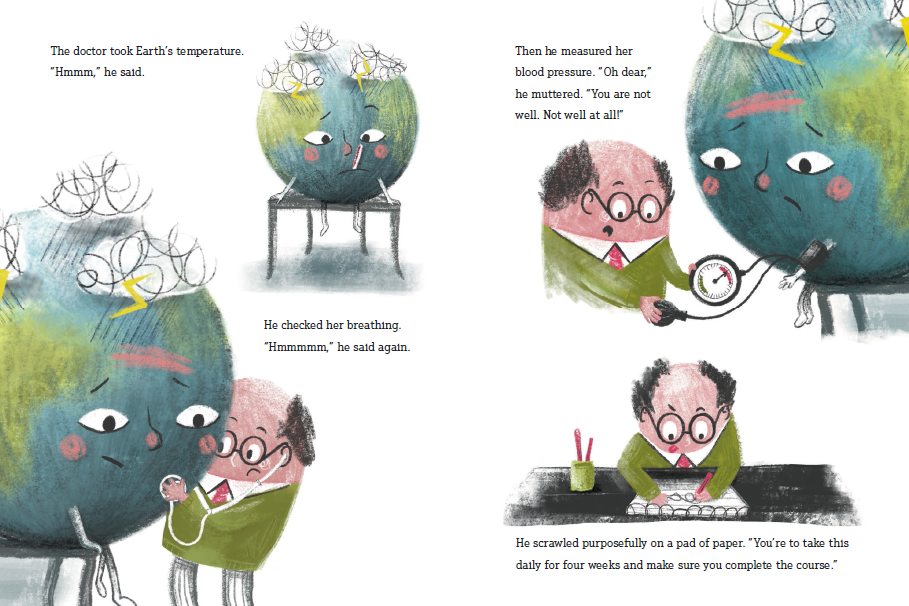 The doctor took Earth's temperature.
"Hmmm," he said.
He checked her breathing.
"Hmmmmm," he said again.
Then he measured her
blood pressure. "Oh dear,"
he muttered. "You are not
well. Not well at all!"
He scrawled purposefully on a pad of paper. "You're to take this
daily for four weeks and make sure you complete the course."